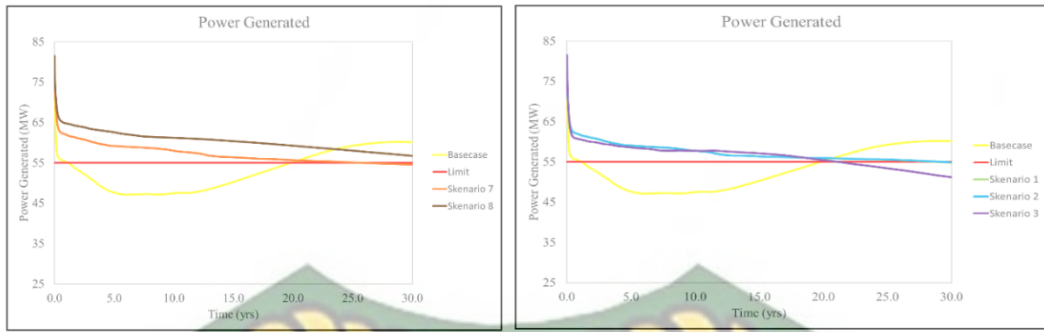 Power Generated
85
75
65
55
45
35
25
Power Generated (MW)
0.0 5.0 10.0 15.0 20.0 25.0 30.0
Time (yrs)
Basecase
Limit
Skenario 7
Skenario 8
Power Generated
85
75
65
55
45
35
25
Power Generated (MW)
0.0 5.0 10.0 15.0 20.0 25.0 30.0
Time (yrs)
Basecase
Limit
Skenario 1
Skenario 2
Skenario 3